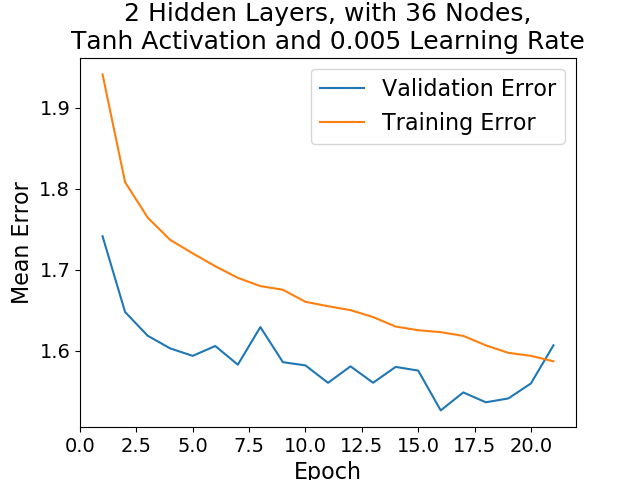 2 Hidden Layers, with 36 Nodes,
Tanh Activation and 0.005 Learning Rate
Validation Error
Training Error
Mean Error
1.9
1.8
1.7
1.6
0.0 2.5 5.0 7.5 10.0 12.5 15.0 17.5 20.0
Epoch